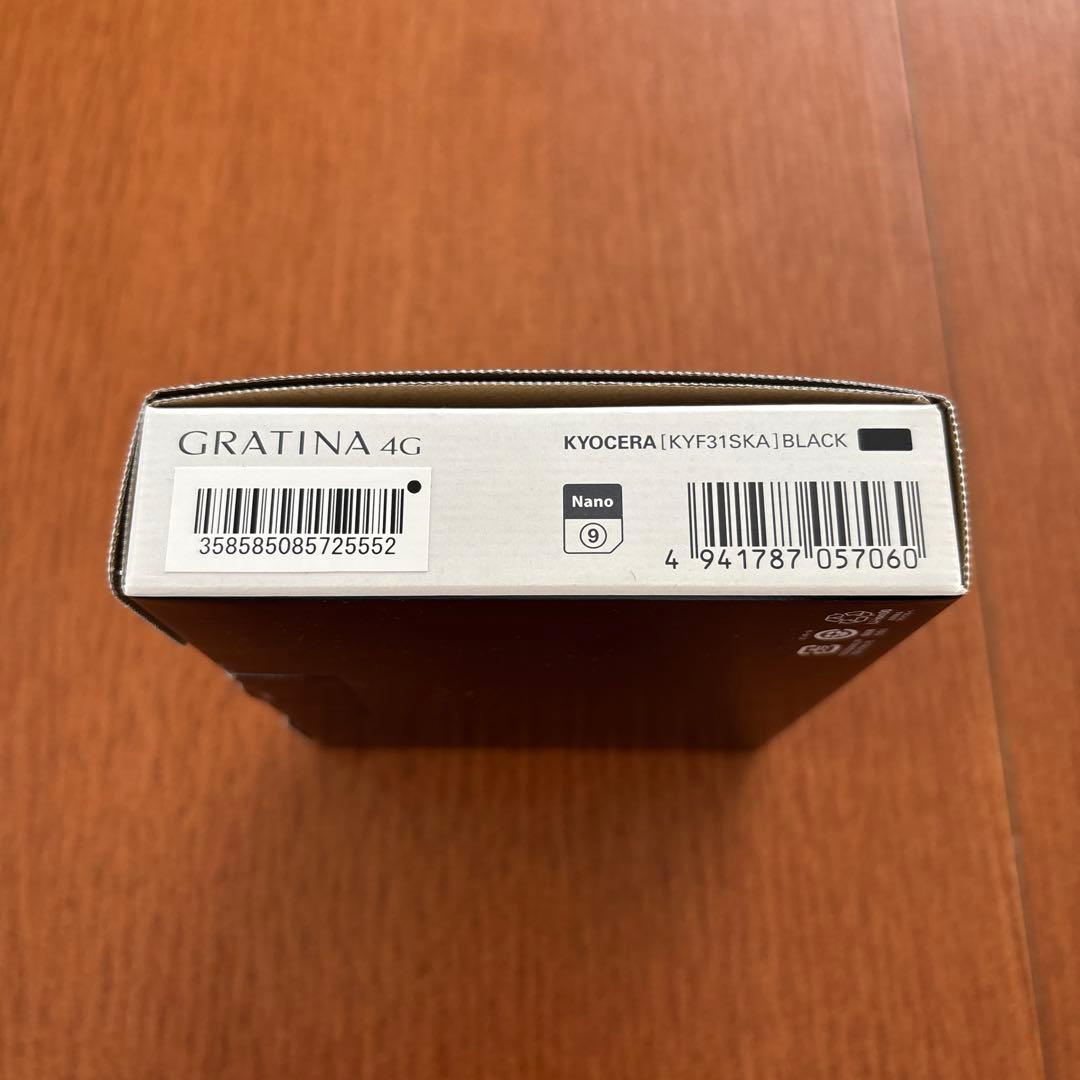 GRATINA 4G
KYOCERA [KYF31SKA] BLACK
358585085725552
Nano
9
4 941787 057060